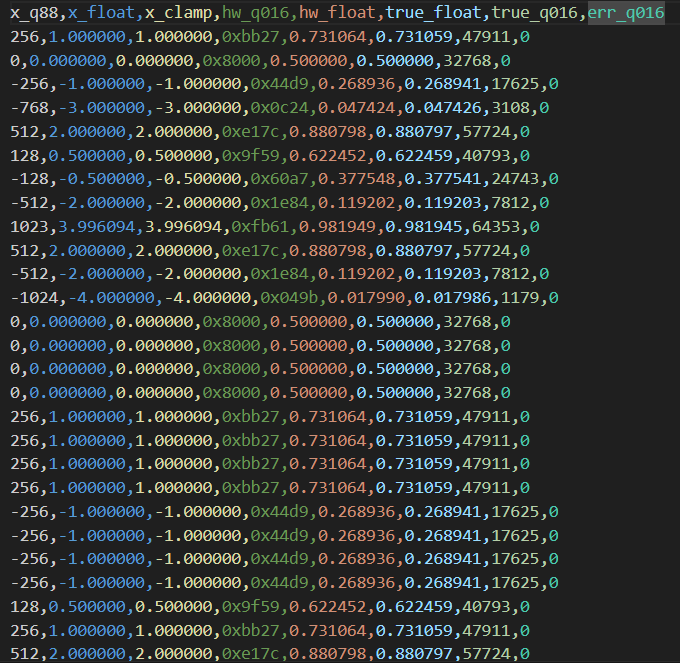 x_q88,x_float,x_clamp,hw_q016,hw_float,true_float,true_q016,err_q016
256,1.000000,1.000000,0xbb27,0.731064,0.731059,47911,0
0,0.000000,0.000000,0x8000,0.500000,0.500000,32768,0
-256,-1.000000,-1.000000,0x44d9,0.268936,0.268941,17625,0
-768,-3.000000,-3.000000,0x0c24,0.047424,0.047426,3108,0
512,2.000000,2.000000,0xe17c,0.880798,0.880797,57724,0
128,0.500000,0.500000,0x9f59,0.622452,0.622459,40793,0
-128,-0.500000,-0.500000,0x60a7,0.377548,0.377541,24743,0
-512,-2.000000,-2.000000,0x1e84,0.119202,0.119203,7812,0
1023,3.996094,3.996094,0xfb61,0.981949,0.981945,64353,0
512,2.000000,2.000000,0xe17c,0.880798,0.880797,57724,0
-512,-2.000000,-2.000000,0x1e84,0.119202,0.119203,7812,0
-1024,-4.000000,-4.000000,0x049b,0.017990,0.017986,1179,0
0,0.000000,0.000000,0x8000,0.500000,0.500000,32768,0
0,0.000000,0.000000,0x8000,0.500000,0.500000,32768,0
0,0.000000,0.000000,0x8000,0.500000,0.500000,32768,0
0,0.000000,0.000000,0x8000,0.500000,0.500000,32768,0
256,1.000000,1.000000,0xbb27,0.731064,0.731059,47911,0
256,1.000000,1.000000,0xbb27,0.731064,0.731059,47911,0
256,1.000000,1.000000,0xbb27,0.731064,0.731059,47911,0
256,1.000000,1.000000,0xbb27,0.731064,0.731059,47911,0
-256,-1.000000,-1.000000,0x44d9,0.268936,0.268941,17625,0
-256,-1.000000,-1.000000,0x44d9,0.268936,0.268941,17625,0
-256,-1.000000,-1.000000,0x44d9,0.268936,0.268941,17625,0
-256,-1.000000,-1.000000,0x44d9,0.268936,0.268941,17625,0
128,0.500000,0.500000,0x9f59,0.622452,0.622459,40793,0
256,1.000000,1.000000,0xbb27,0.731064,0.731059,47911,0
512,2.000000,2.000000,0xe17c,0.880798,0.880797,57724,0